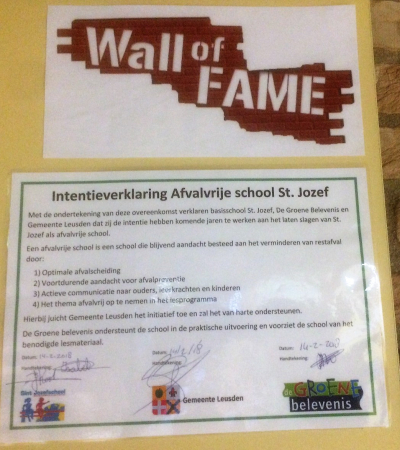 Wall of
FAME
Intentieverklaring Afvalvrije school St. Jozef
Met de ondertekening van deze overeenkomst verklaren basisschool St. Jozef, De Groene Belevenis en
Gemeente Leusden dat zij de intentie hebben komende jaren te werken aan het laten slagen van St.
Jozef als afvalvrije school.
Een afvalvrije school is een school die blijvend aandacht besteed aan het verminderen van restafval
door:
1) Optimale afvalscheiding
2) Voortdurende aandacht voor afvalpreventie
3) Actieve communicatie naar ouders, leerkrachten en kinderen
4) Het thema afvalvrij op te nemen in het lesprogramma
Hierbij juicht Gemeente Leusden het initiatief toe en zal het van harte ondersteunen.
De Groene belevenis ondersteunt de school in de praktische uitvoering en voorziet de school van het
benodigde lesmateriaal.
Datum: 14-2-2018 Datum: Datum: 14-2-2018
Handtekening: Handtekening: Handtekening:
Sint Jozefschool Gemeente Leusden de GROENE
belevenis